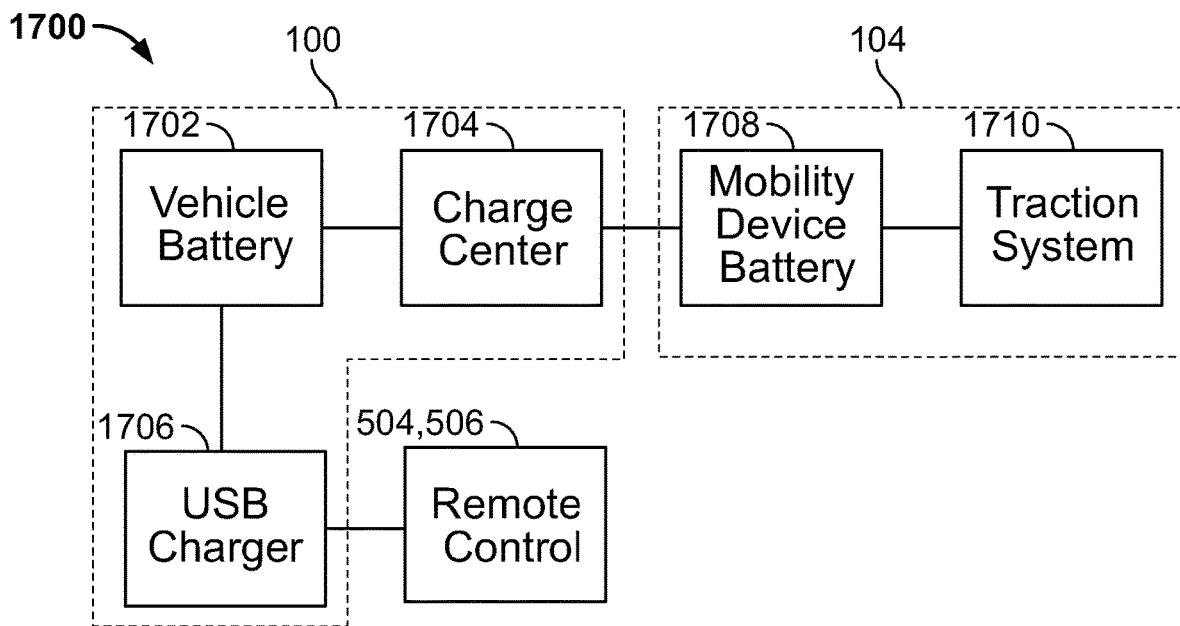 1700
100
104
1702
1704
1708
1710
Vehicle
Battery
Charge
Center
Mobility
Device
Battery
Traction
System
1706
504,506
USB
Charger
Remote
Control